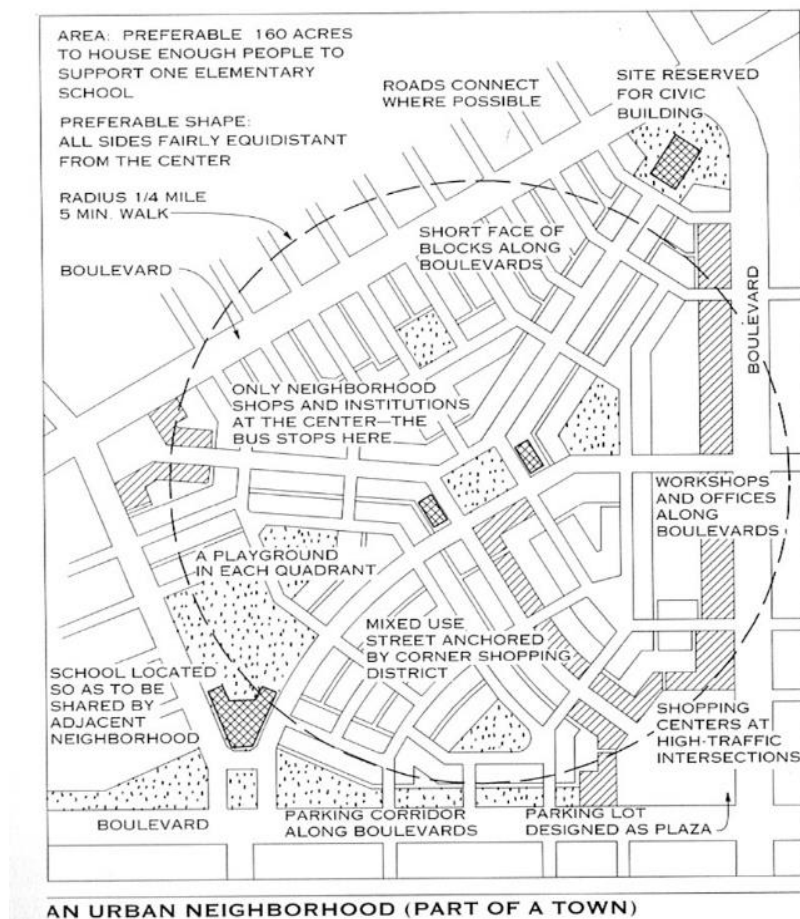 AREA: PREFERABLE 160 ACRES
TO HOUSE ENOUGH PEOPLE TO
SUPPORT ONE ELEMENTARY
SCHOOL
PREFERABLE SHAPE:
ALL SIDES FAIRLY EQUIDISTANT
FROM THE CENTER
RADIUS 1/4 MILE
5 MIN. WALK
BOULEVARD
ROADS CONNECT
WHERE POSSIBLE
SITE RESERVED
FOR CIVIC
BUILDING
SHORT FACE OF
BLOCKS ALONG
BOULEVARDS
BOULEVARD
ONLY NEIGHBORHOOD
SHOPS AND INSTITUTIONS
AT THE CENTER—THE
BUS STOPS HERE
WORKSHOPS
AND OFFICES
ALONG
BOULEVARDS
A PLAYGROUND
IN EACH QUADRANT
MIXED USE
STREET ANCHORED
BY CORNER SHOPPING
DISTRICT
SCHOOL LOCATED
SO AS TO BE
SHARED BY
ADJACENT
NEIGHBORHOOD
SHOPPING
CENTERS AT
HIGH-TRAFFIC
INTERSECTIONS
BOULEVARD
PARKING CORRIDOR
ALONG BOULEVARDS
PARKING LOT
DESIGNED AS PLAZA
AN URBAN NEIGHBORHOOD (PART OF A TOWN)